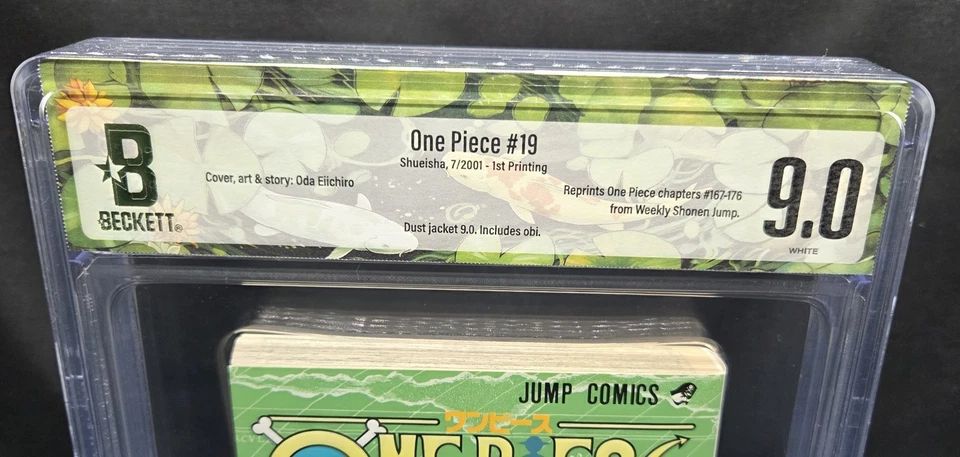 One Piece #19
Shueisha, 7/2001 - 1st Printing
Cover, art & story: Oda Eiichiro
Reprints One Piece chapters #167-176
from Weekly Shonen Jump.
Dust jacket 9.0. Includes obi.
B
BECKETT®
9.0
WHITE
JUMP COMICS
ワンピース
ONE PIECE